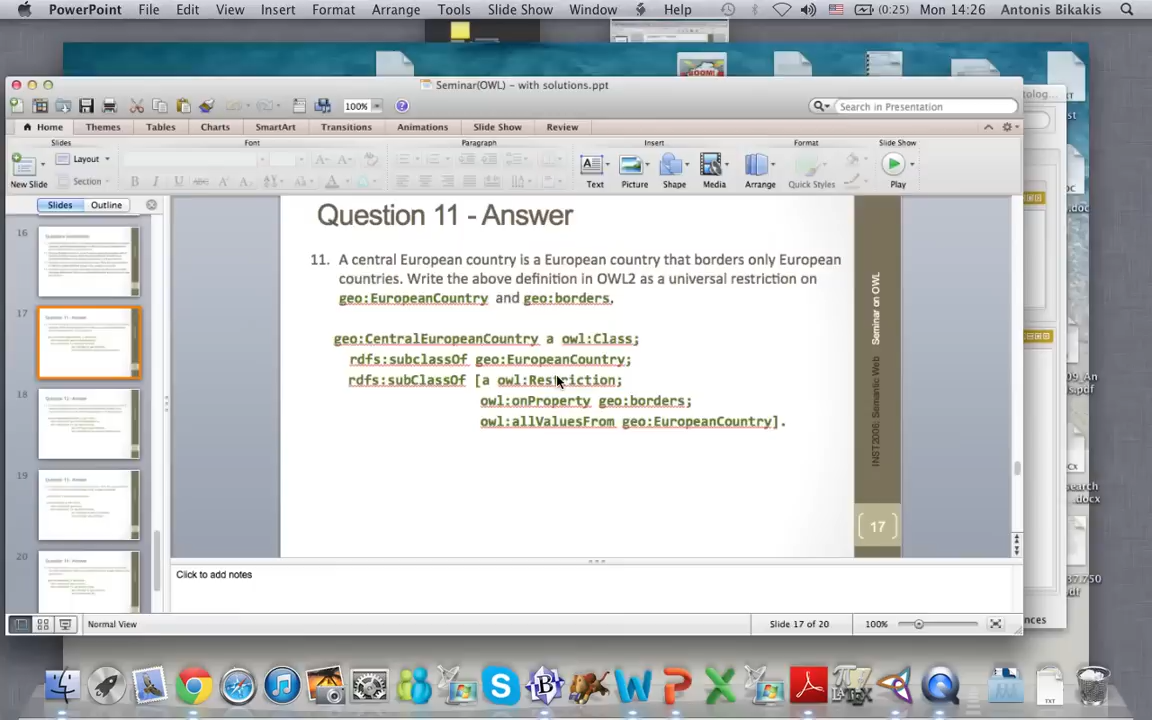 PowerPoint File Edit View Insert Format Arrange Tools Slide Show Window Help (0:25) Mon 14:26 Antonis Bikakis
Seminar(OWL) – with solutions.ppt
100% Search in Presentation
Home Themes Tables Charts SmartArt Transitions Animations Slide Show Review
Slides Font Paragraph Insert Format Slide Show
New Slide Layout Section B I U Text Picture Shape Media Arrange Quick Styles Play
Slides Outline
16
17
18
19
20
Question 11 - Answer
11. A central European country is a European country that borders only European
countries. Write the above definition in OWL2 as a universal restriction on
geo:EuropeanCountry and geo:borders.
geo:CentralEuropeanCountry a owl:Class;
rdfs:subclassOf geo:EuropeanCountry;
rdfs:subClassOf [a owl:Restriction;
owl:onProperty geo:borders;
owl:allValuesFrom geo:EuropeanCountry].
INST2006: Semantic Web Seminar on OWL
17
Click to add notes
Normal View Slide 17 of 20 100%
BOOM!